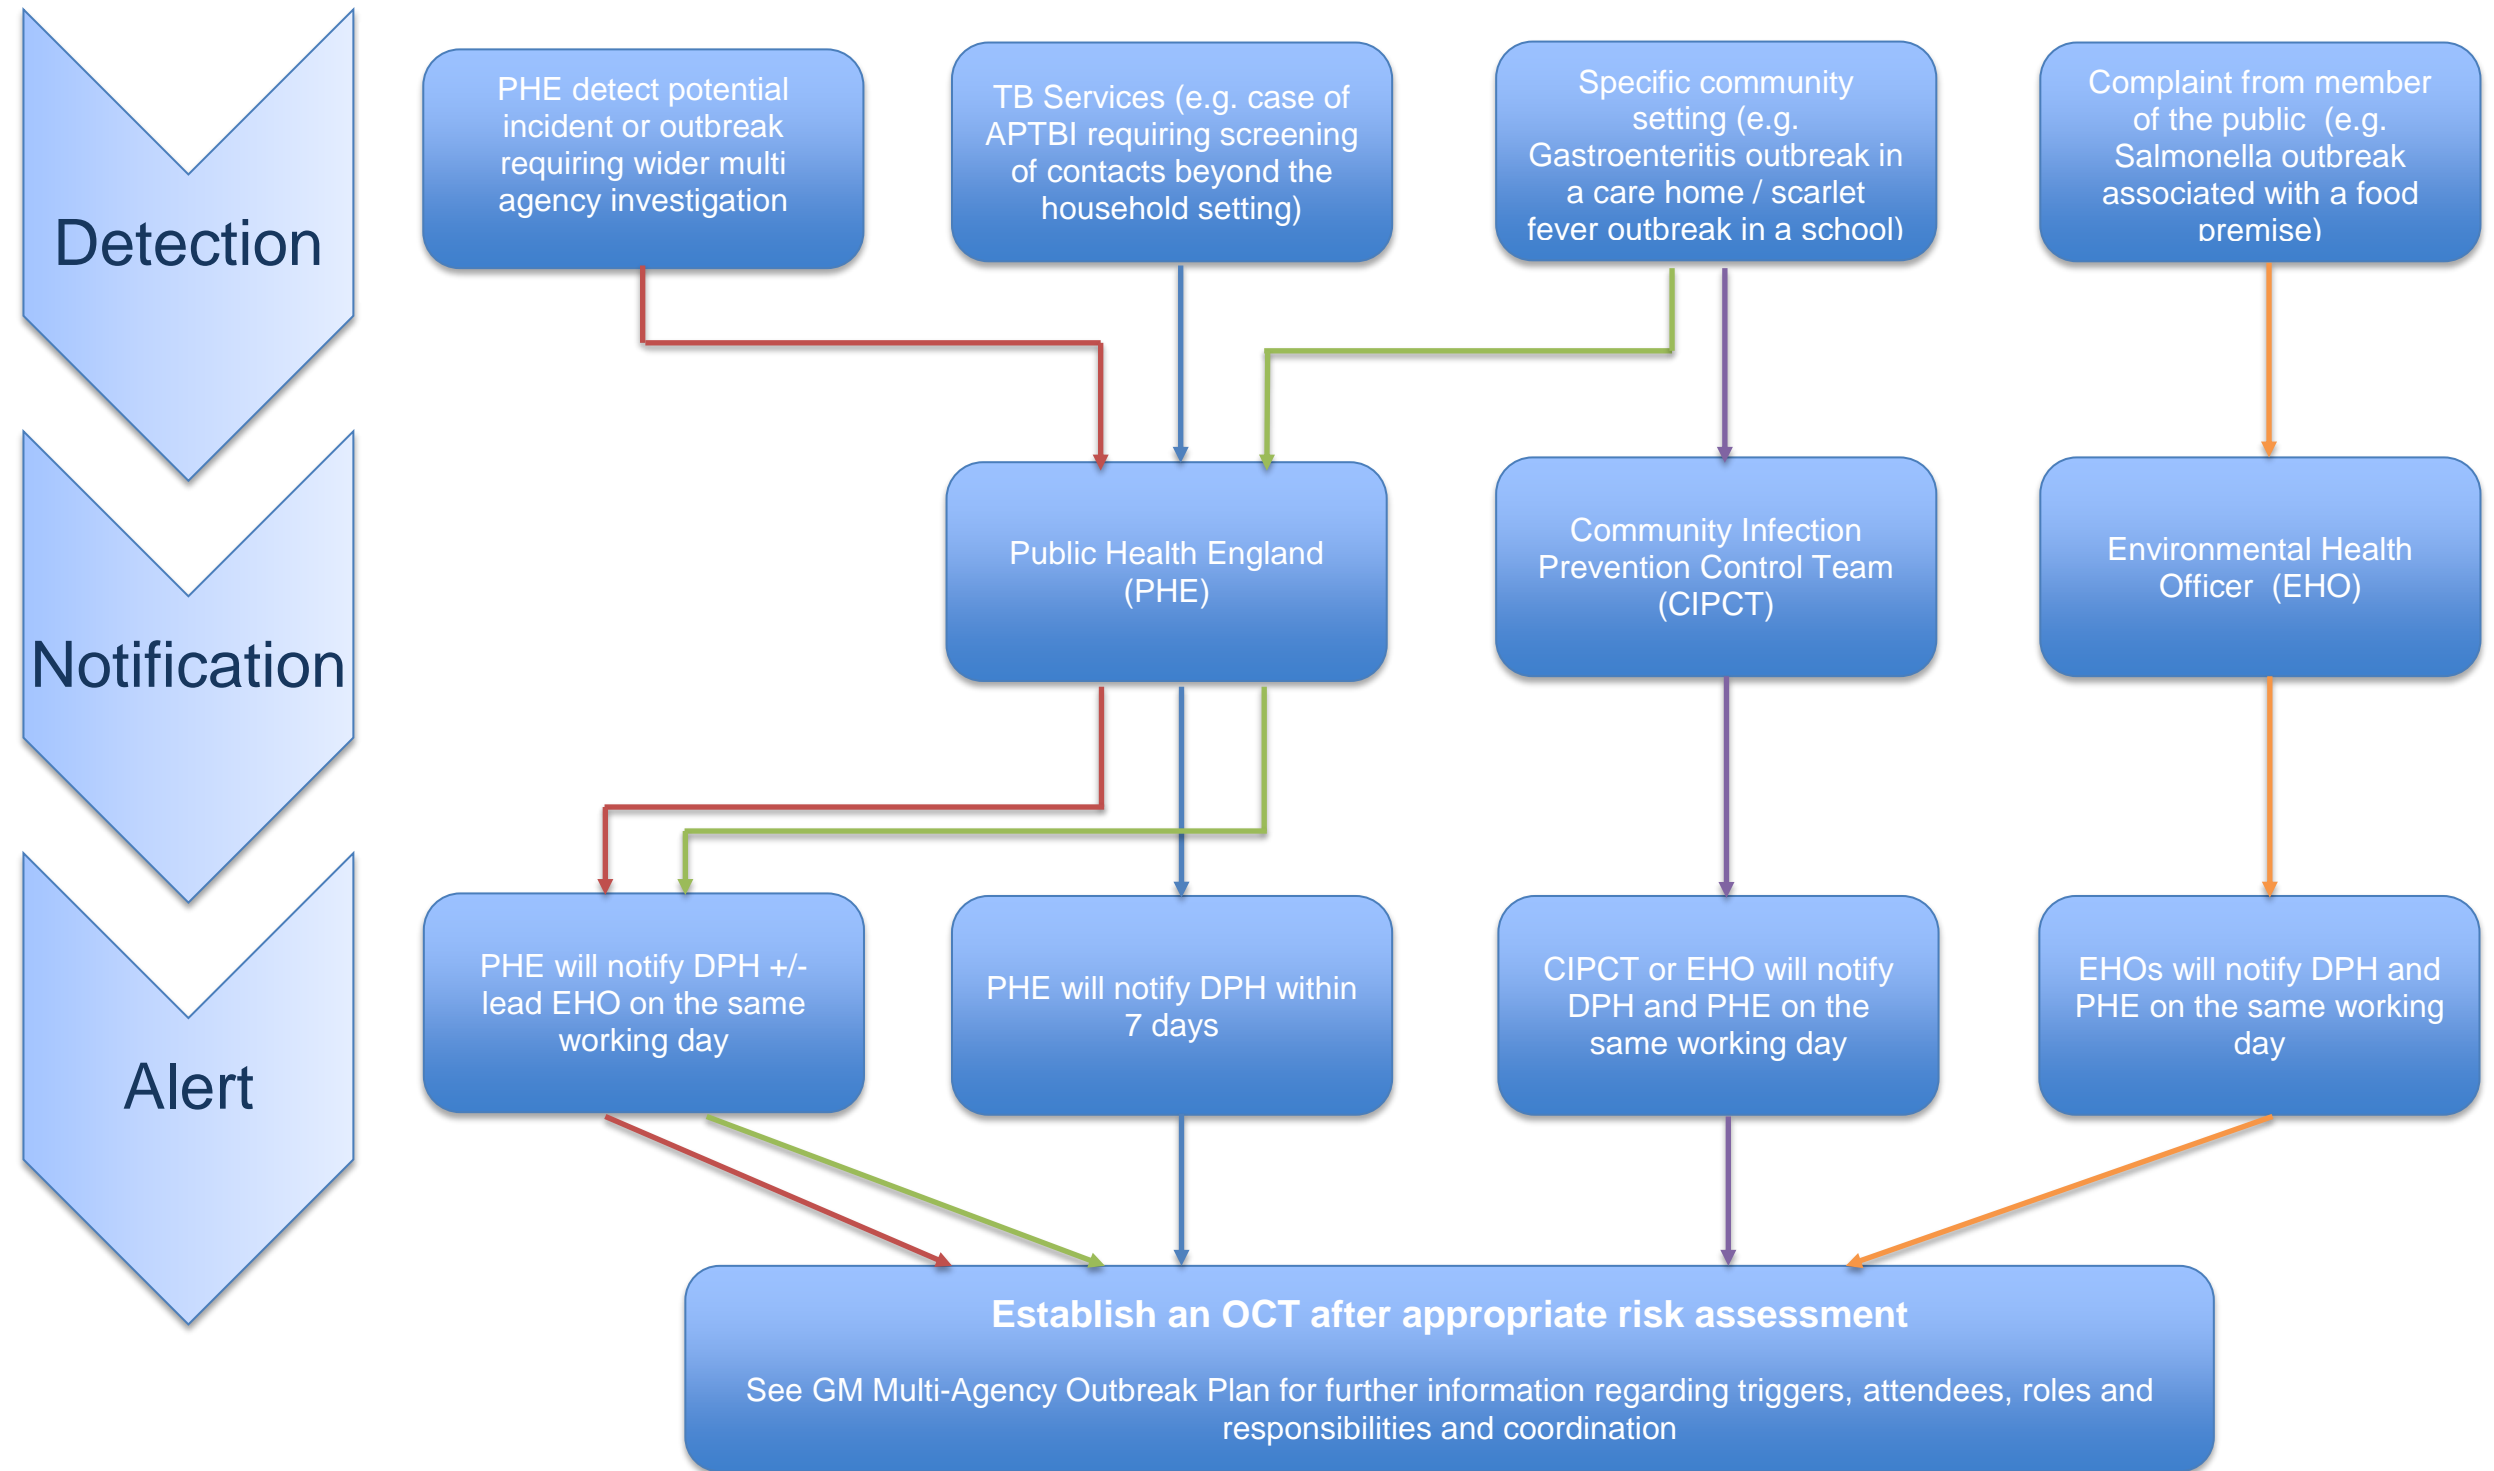 Detection
PHE detect potential
incident or outbreak
requiring wider multi
agency investigation
TB Services (e.g. case of
APTBI requiring screening
of contacts beyond the
household setting)
Specific community
setting (e.g.
Gastroenteritis outbreak in
a care home / scarlet
fever outbreak in a school)
Complaint from member
of the public  (e.g.
Salmonella outbreak
associated with a food
premise)
Notification
Public Health England
(PHE)
Community Infection
Prevention Control Team
(CIPCT)
Environmental Health
Officer  (EHO)
Alert
PHE will notify DPH +/-
lead EHO on the same
working day
PHE will notify DPH within
7 days
CIPCT or EHO will notify
DPH and PHE on the
same working day
EHOs will notify DPH and
PHE on the same working
day
Establish an OCT after appropriate risk assessment
See GM Multi-Agency Outbreak Plan for further information regarding triggers, attendees, roles and
responsibilities and coordination